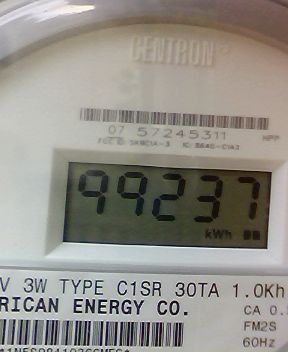 CENTRON
07 57245311
99237
kWh
V 3W TYPE C1SR 30TA 1.0Kh
RICAN ENERGY CO.
CA 0.
FM2S
60Hz